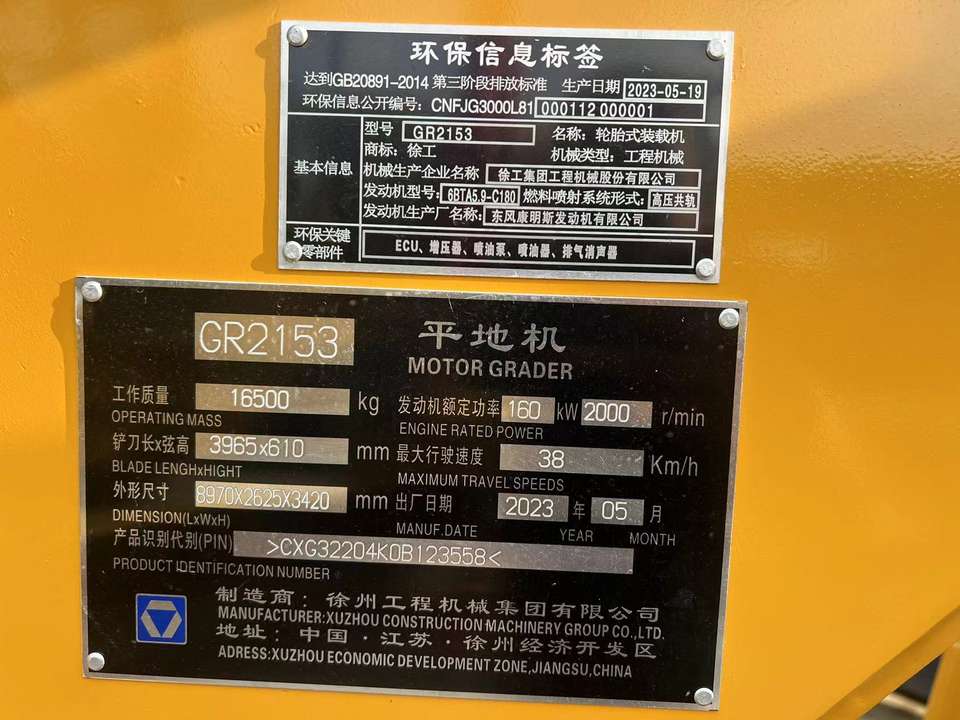 环保信息标签
达到GB20891-2014 第三阶段排放标准 生产日期 2023-05-19
环保信息公开编号: CNFJG3000L81 000112 000001
基本信息
型号 GR2153 名称: 轮胎式装载机
商标: 徐工 机械类型: 工程机械
机械生产企业名称 徐工集团工程机械股份有限公司
发动机型号: 6BTA5.9-C180 燃料喷射系统形式: 高压共轨
发动机生产厂名称: 东风康明斯发动机有限公司
环保关键
零部件
ECU、增压器、喷油泵、喷油器、排气消声器
GR2153 平地机
MOTOR GRADER
工作质量 16500 kg 发动机额定功率 160 kW 2000 r/min
OPERATING MASS ENGINE RATED POWER
铲刀长x弦高 3965x610 mm 最大行驶速度 38 Km/h
BLADE LENGHxHIGHT MAXIMUM TRAVEL SPEEDS
外形尺寸 8970X2625X3420 mm 出厂日期 2023 年 05 月
DIMENSION(LxWxH) MANUF.DATE YEAR MONTH
产品识别代别(PIN) >CXG32204K0B123558<
PRODUCT IDENTIFICATION NUMBER
制造商: 徐州工程机械集团有限公司
MANUFACTURER:XUZHOU CONSTRUCTION MACHINERY GROUP CO.,LTD.
地址: 中国·江苏·徐州经济开发区
ADRESS:XUZHOU ECONOMIC DEVELOPMENT ZONE,JIANGSU,CHINA